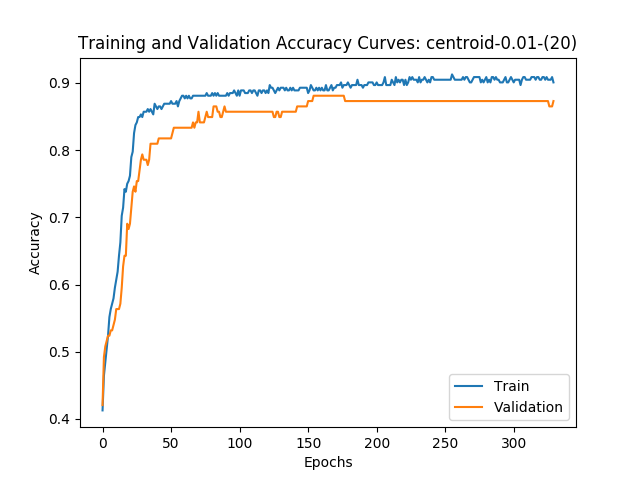 Training and Validation Accuracy Curves: centroid-0.01-(20)
0.9
0.8
0.7
0.6
0.5
0.4
Accuracy
Train
Validation
0 50 100 150 200 250 300
Epochs